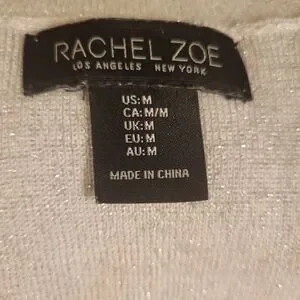 RACHEL ZOE
LOS ANGELES NEW YORK
US: M
CA: M/M
UK: M
EU: M
AU: M
MADE IN CHINA